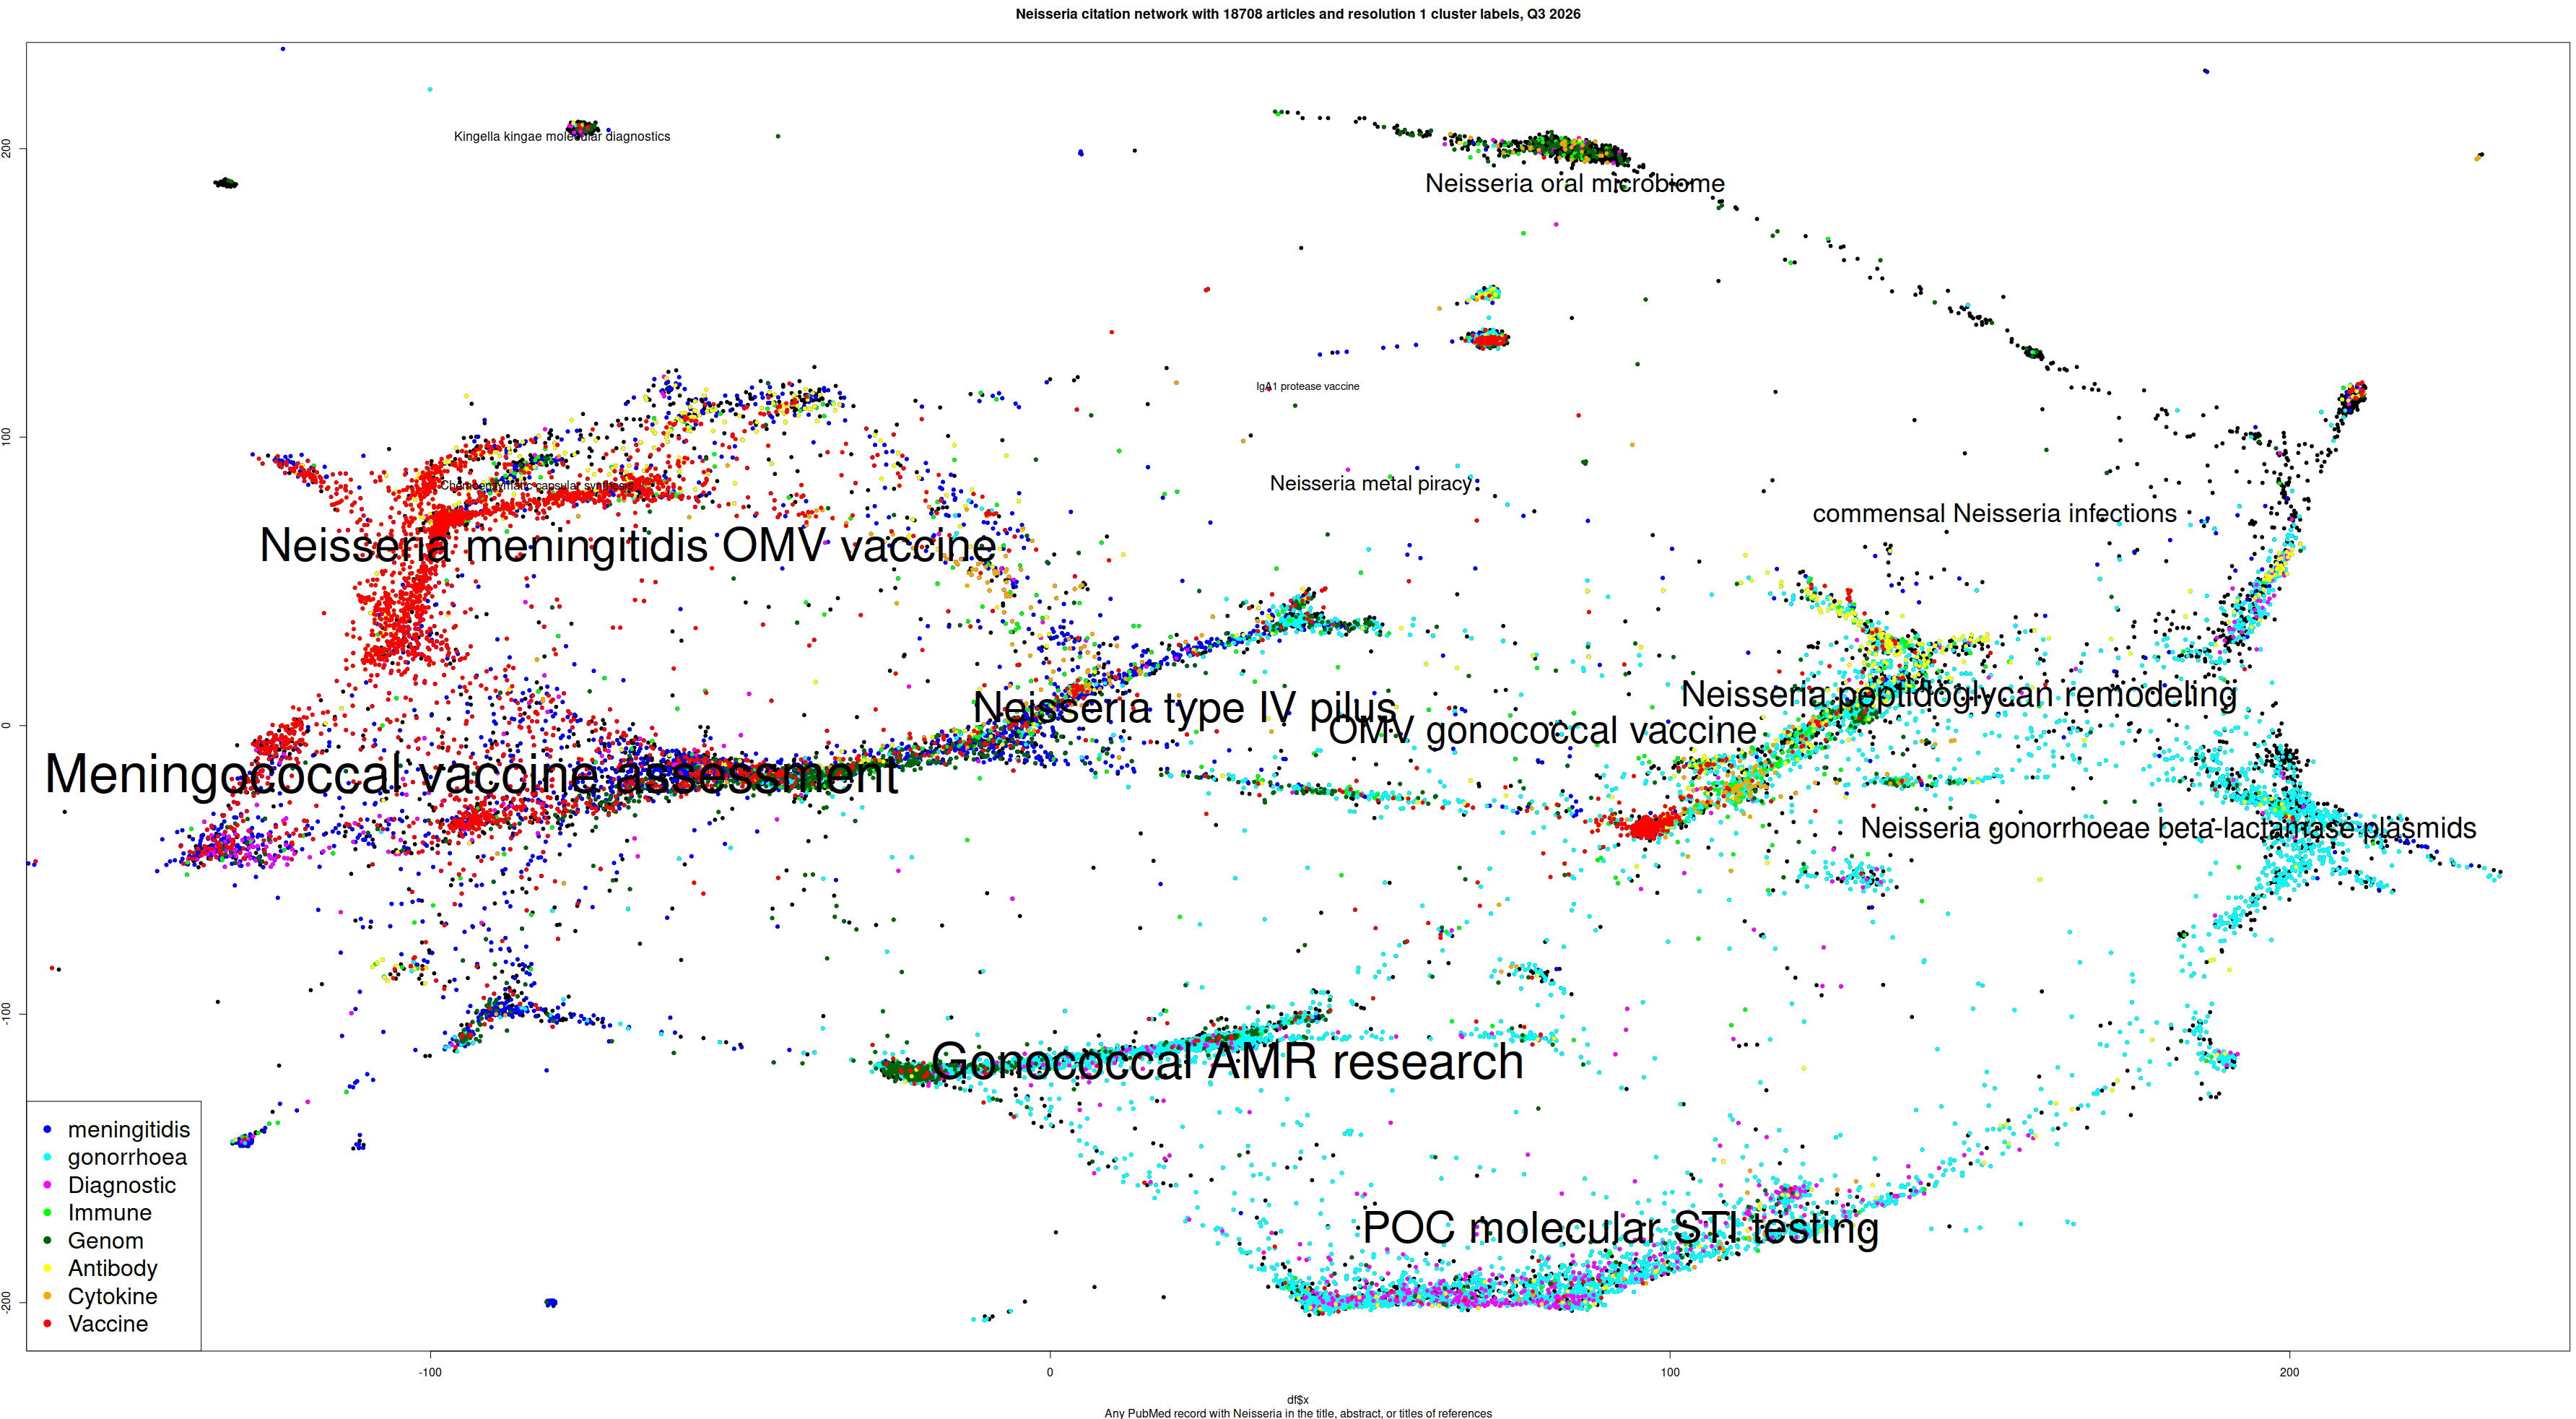 Neisseria citation network with 18708 articles and resolution 1 cluster labels, Q3 2026
Kingella kingae molecular diagnostics
Neisseria oral microbiome
IgA1 protease vaccine
Chemoenzymatic capsular synthesis
Neisseria metal piracy
commensal Neisseria infections
Neisseria meningitidis OMV vaccine
Neisseria peptidoglycan remodeling
Neisseria type IV pilus
OMV gonococcal vaccine
Meningococcal vaccine assessment
Neisseria gonorrhoeae beta-lactamase plasmids
Gonococcal AMR research
POC molecular STI testing
200
100
0
-100
-200
meningitidis
gonorrhoea
Diagnostic
Immune
Genom
Antibody
Cytokine
Vaccine
-100 0 100 200
df$x
Any PubMed record with Neisseria in the title, abstract, or titles of references